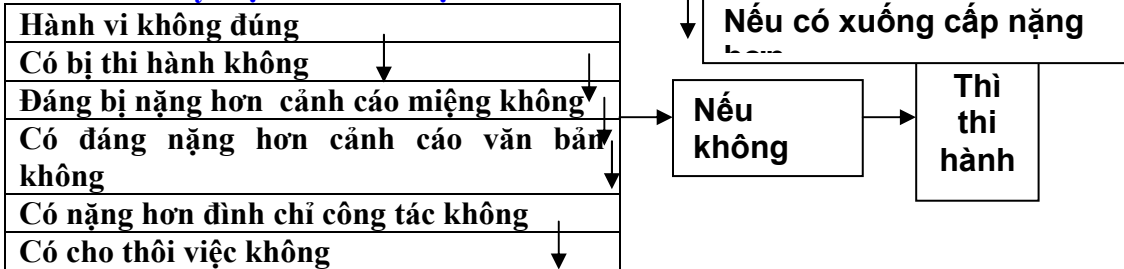 Hành vi không đúng
Có bị thi hành không
Đáng bị nặng hơn cảnh cáo miệng không
Có đáng nặng hơn cảnh cáo văn bản
không
Có nặng hơn đình chỉ công tác không
Có cho thôi việc không
Nếu có xuống cấp nặng
Nếu
không
Thì
thi
hành